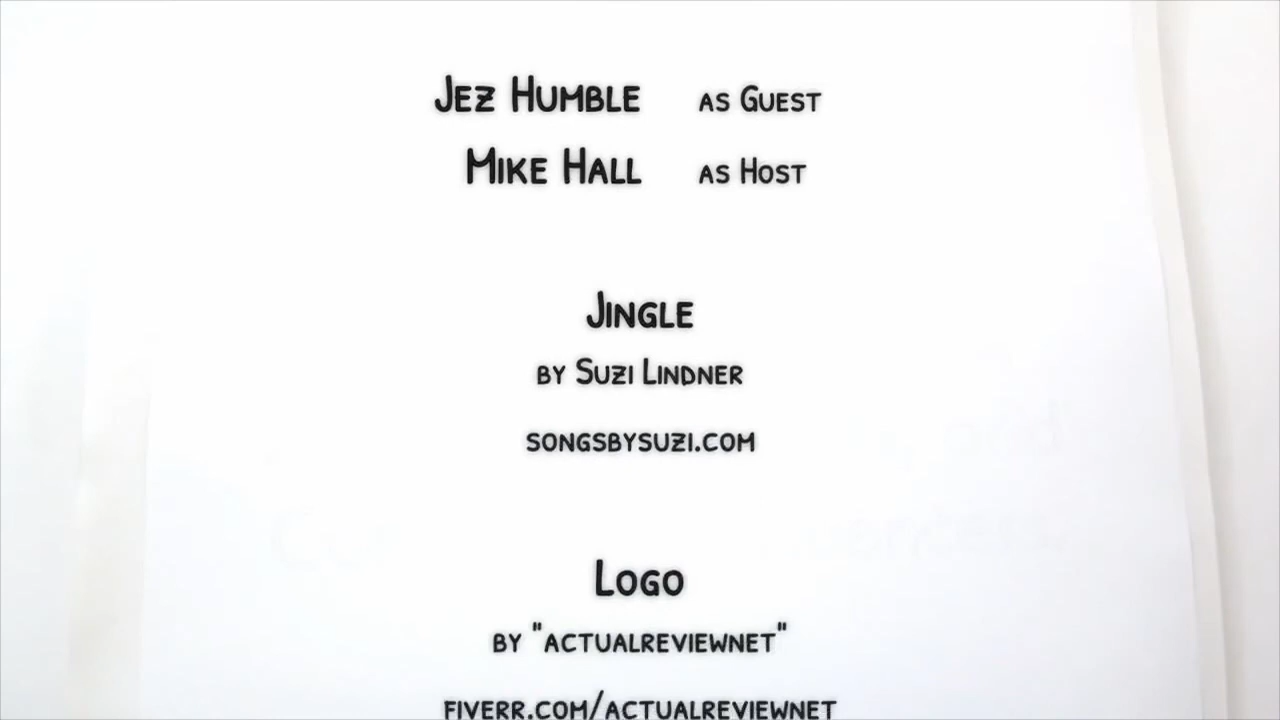 Jez Humble as Guest
Mike Hall as Host
Jingle
by Suzi Lindner
songsbysuzi.com
Logo
by "actualreviewnet"
fiverr.com/actualreviewnet